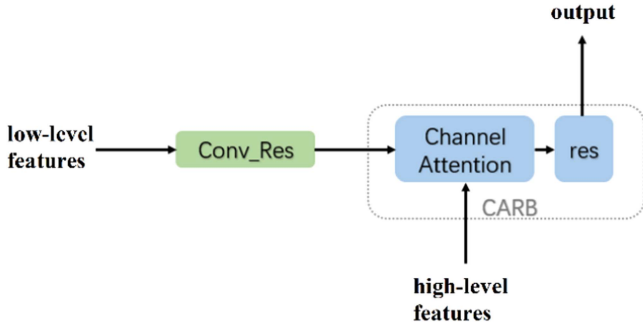 output
low-level
features
Conv_Res
Channel
Attention
res
CARB
high-level
features